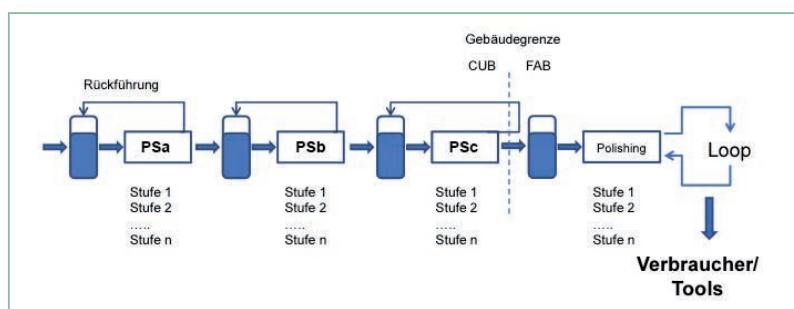 Gebäudegrenze
CUB FAB
Rückführung
PSa PSb PSc Polishing Loop
Stufe 1 Stufe 1 Stufe 1 Stufe 1
Stufe 2 Stufe 2 Stufe 2 Stufe 2
..... ..... ..... .....
Stufe n Stufe n Stufe n Stufe n
Verbraucher/
Tools